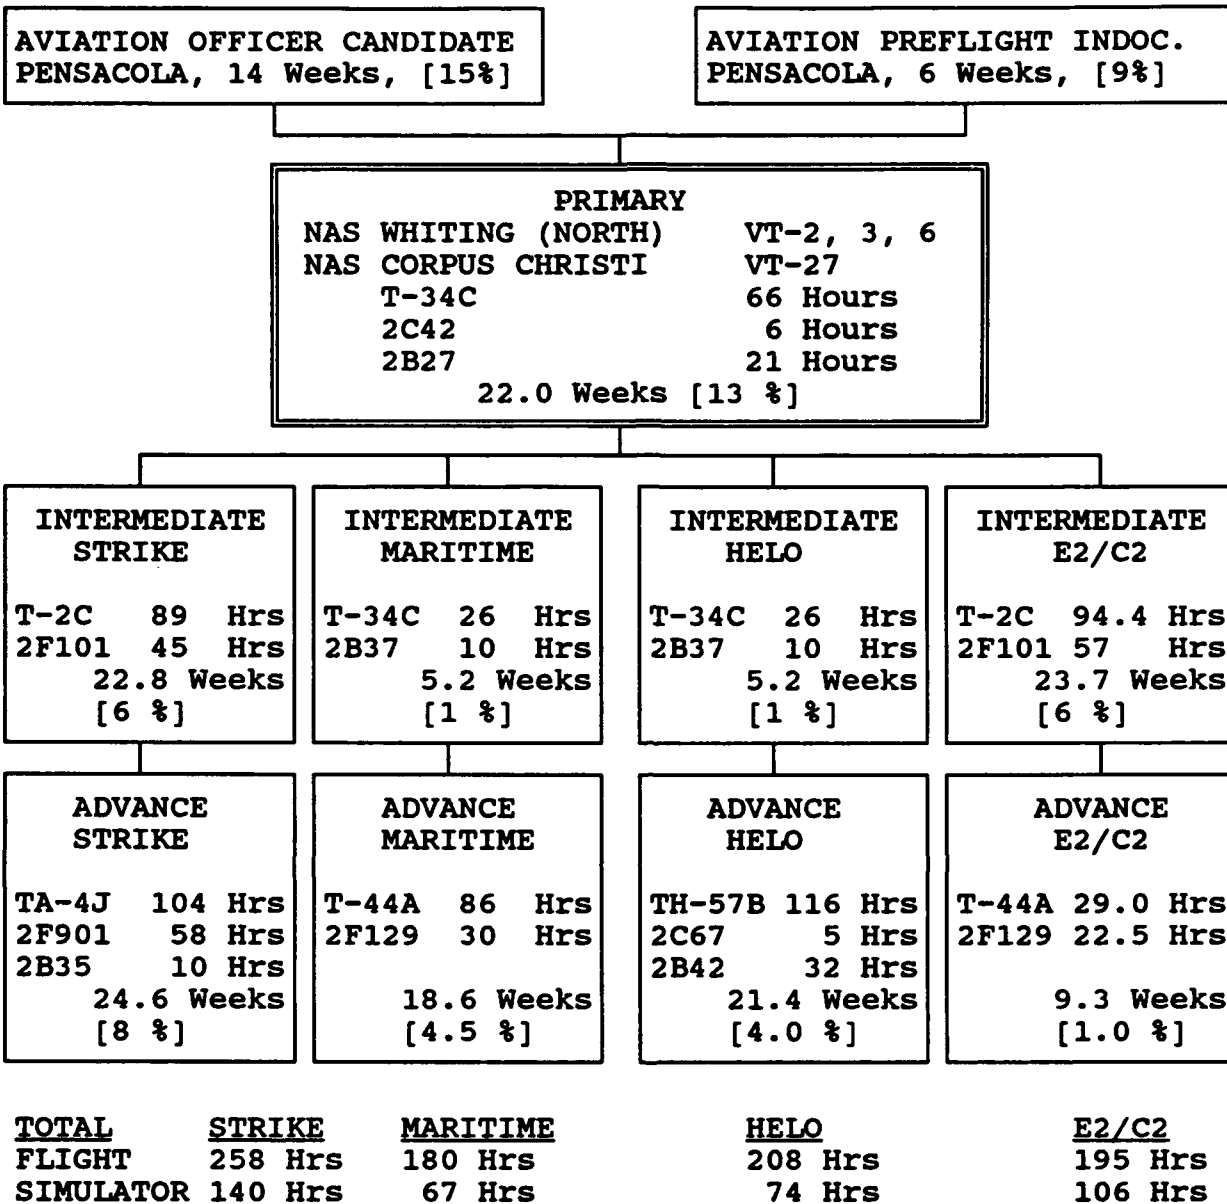 AVIATION OFFICER CANDIDATE
PENSACOLA, 14 Weeks, [15%]
AVIATION PREFLIGHT INDOC.
PENSACOLA, 6 Weeks, [9%]
PRIMARY
NAS WHITING (NORTH) VT-2, 3, 6
NAS CORPUS CHRISTI VT-27
T-34C 66 Hours
2C42 6 Hours
2B27 21 Hours
22.0 Weeks [13 %]
INTERMEDIATE
STRIKE
T-2C 89 Hrs
2F101 45 Hrs
22.8 Weeks
[6 %]
INTERMEDIATE
MARITIME
T-34C 26 Hrs
2B37 10 Hrs
5.2 Weeks
[1 %]
INTERMEDIATE
HELO
T-34C 26 Hrs
2B37 10 Hrs
5.2 Weeks
[1 %]
INTERMEDIATE
E2/C2
T-2C 94.4 Hrs
2F101 57 Hrs
23.7 Weeks
[6 %]
ADVANCE
STRIKE
TA-4J 104 Hrs
2F901 58 Hrs
2B35 10 Hrs
24.6 Weeks
[8 %]
ADVANCE
MARITIME
T-44A 86 Hrs
2F129 30 Hrs
18.6 Weeks
[4.5 %]
ADVANCE
HELO
TH-57B 116 Hrs
2C67 5 Hrs
2B42 32 Hrs
21.4 Weeks
[4.0 %]
ADVANCE
E2/C2
T-44A 29.0 Hrs
2F129 22.5 Hrs
9.3 Weeks
[1.0 %]
TOTAL STRIKE MARITIME HELO E2/C2
FLIGHT 258 Hrs 180 Hrs 208 Hrs 195 Hrs
SIMULATOR 140 Hrs 67 Hrs 74 Hrs 106 Hrs